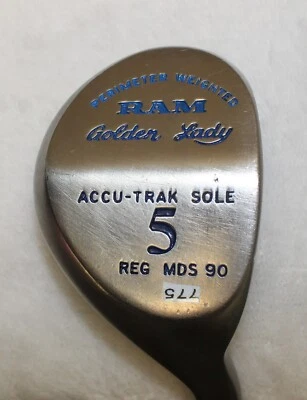 PERIMETER WEIGHTED
RAM
Golden Lady
ACCU-TRAK SOLE
5
REG MDS 90
775